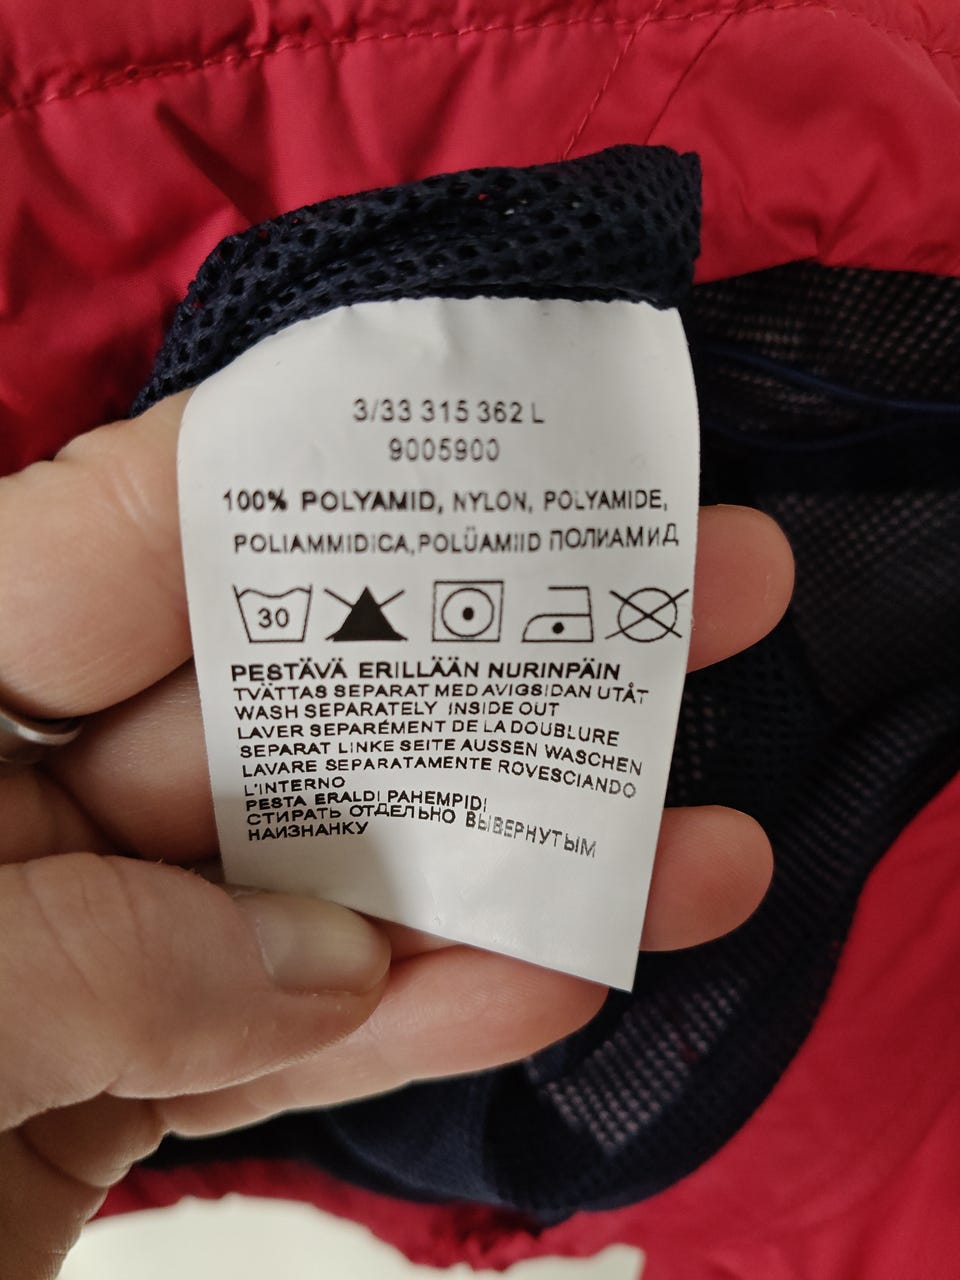 3/33 315 362 L
9005900
100% POLYAMID, NYLON, POLYAMIDE,
POLIAMMIDICA, POLÜAMIID ПОЛИАМИД
30
PESTÄVÄ ERILLÄÄN NURINPÄIN
TVÄTTAS SEPARAT MED AVIGSIDAN UTÅT
WASH SEPARATELY INSIDE OUT
LAVER SEPARÉMENT DE LA DOUBLURE
SEPARAT LINKE SEITE AUSSEN WASCHEN
LAVARE SEPARATAMENTE ROVESCIANDO
L'INTERNO
PESTA ERALDI PAHEMPIDI
СТИРАТЬ ОТДЕЛЬНО ВЫВЕРНУТЫМ
НАИЗНАНКУ